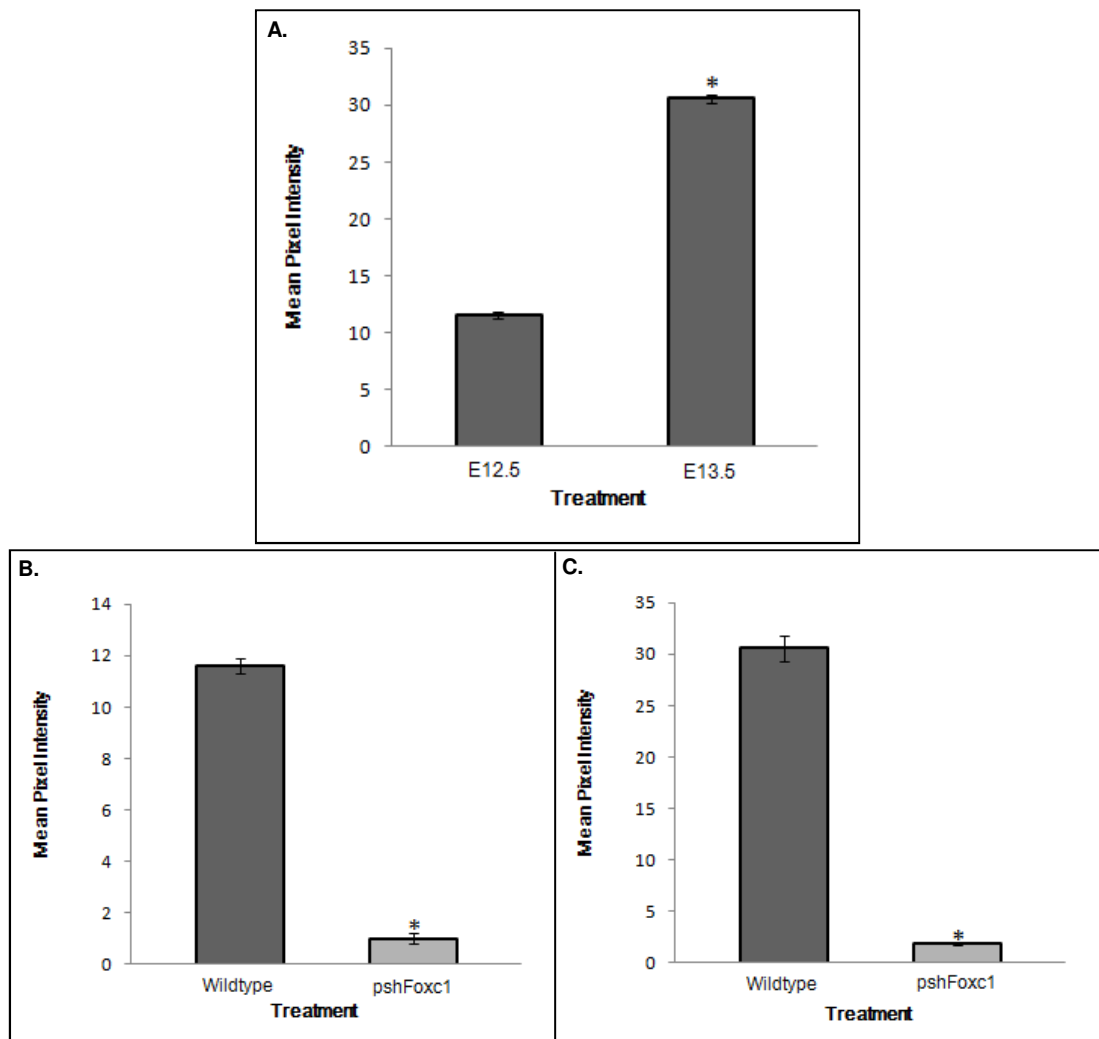 A.
35
30
25
20
15
10
5
0
Mean Pixel Intensity
*
E12.5 E13.5
Treatment
B.
14
12
10
8
6
4
2
0
Mean Pixel Intensity
*
Wildtype pshFoxc1
Treatment
C.
35
30
25
20
15
10
5
0
Mean Pixel Intensity
*
Wildtype pshFoxc1
Treatment